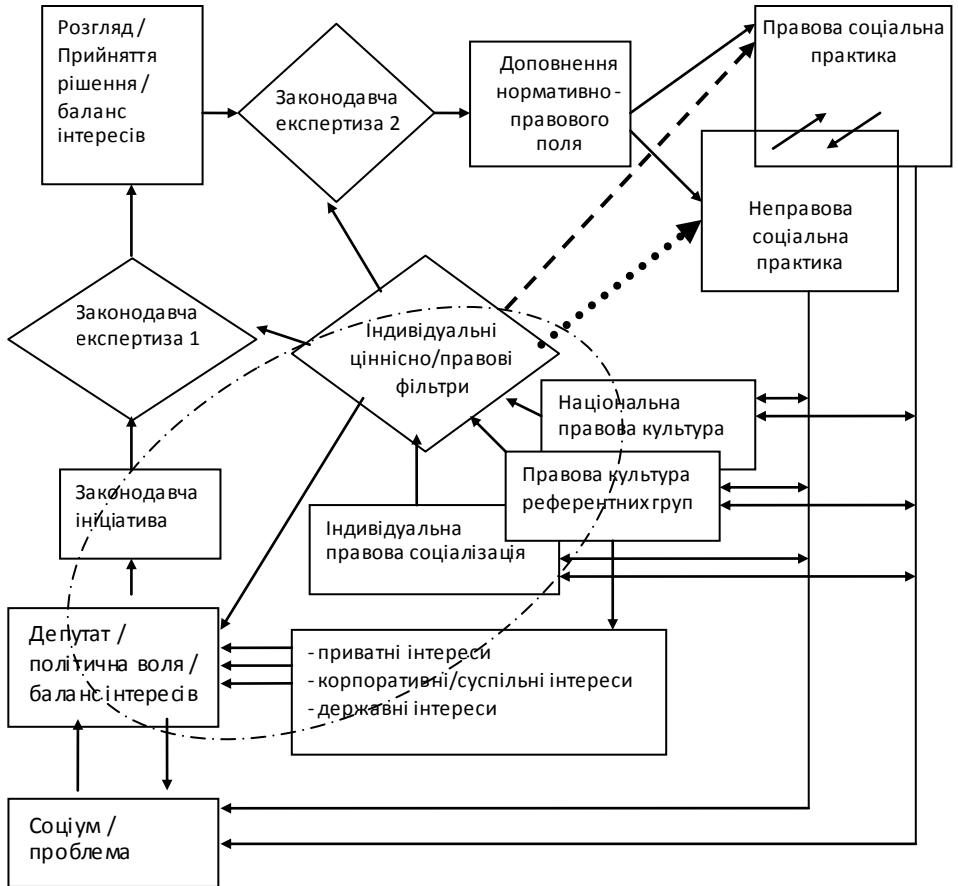 Розгляд /
Прийняття
рішення /
баланс
інтересів
Законодавча
експертиза 2
Доповнення
нормативно -
правового
поля
Правова соціальна
практика
Неправова
соціальна
практика
Законодавча
експертиза 1
Індивідуальні
ціннісно/правові
фільтри
Національна
правова культура
Правова культура
референтних груп
Індивідуальна
правова соціалізація
Законодавча
ініціатива
Депутат /
політична воля /
баланс інтересів
- приватні інтереси
- корпоративні/суспільні інтереси
- державні інтереси
Соціум /
проблема